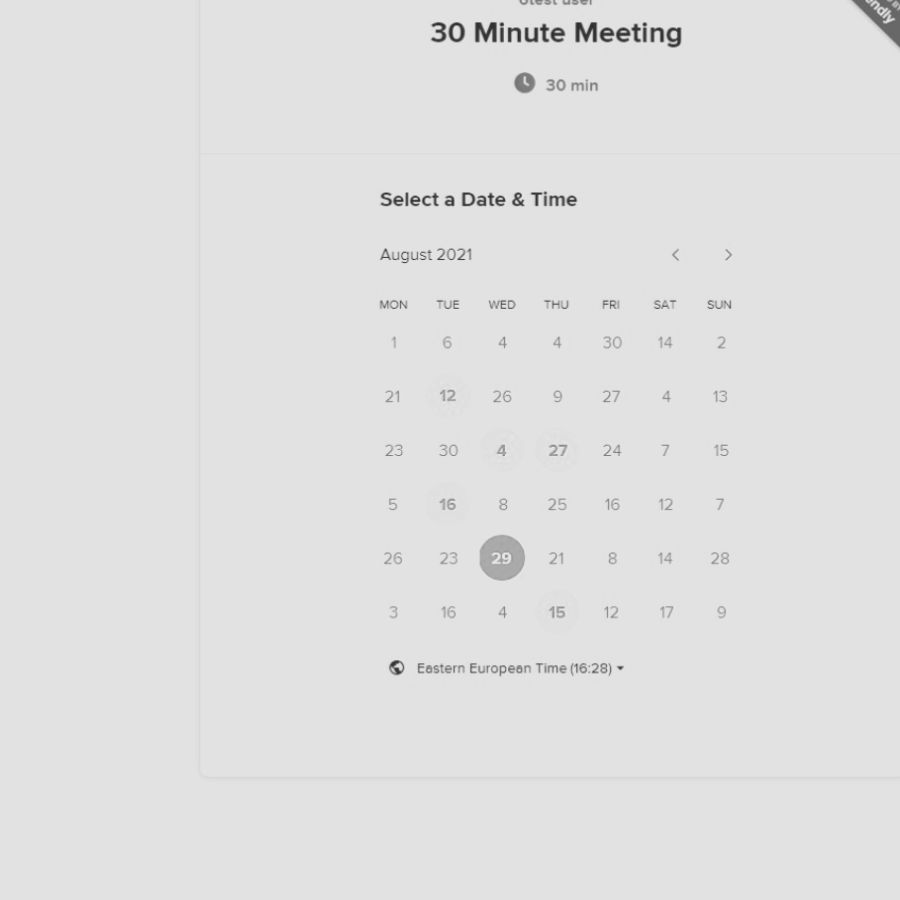 30 Minute Meeting
30 min
Select a Date & Time
August 2021
MON TUE WED THU FRI SAT SUN
1 6 4 4 30 14 2
21 12 26 9 27 4 13
23 30 4 27 24 7 15
5 16 8 25 16 12 7
26 23 29 21 8 14 28
3 16 4 15 12 17 9
Eastern European Time (16:28)